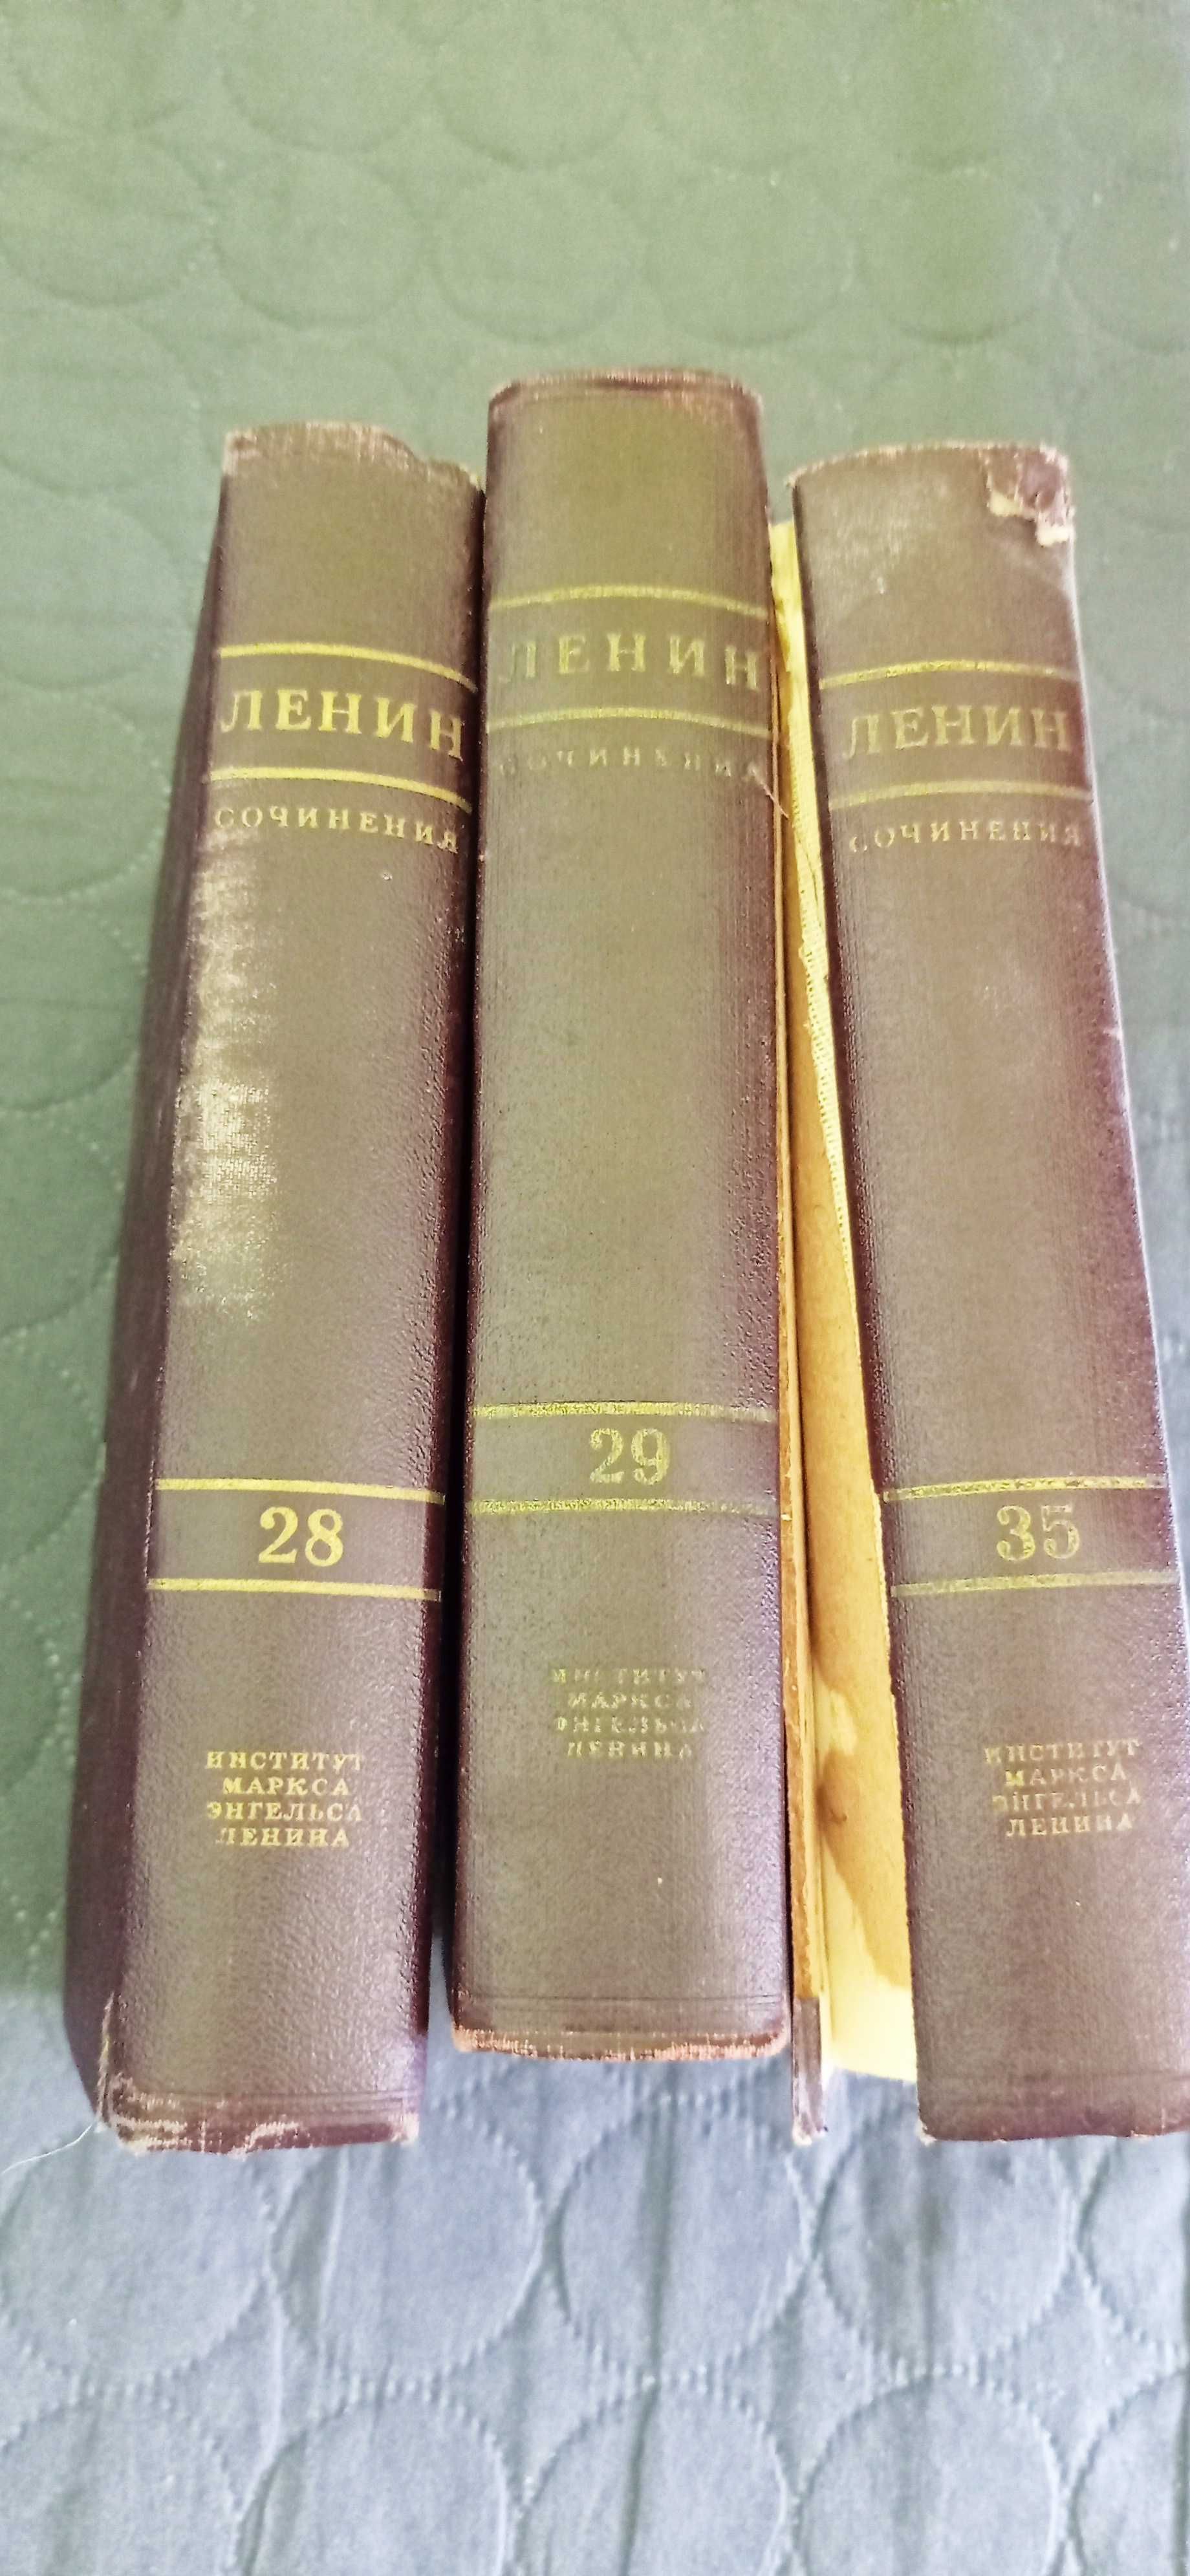 ЛЕНИН
СОЧИНЕНИЯ
28
ИНСТИТУТ
МАРКСА
ЭНГЕЛЬСА
ЛЕНИНА
ЛЕНИН
СОЧИНЕНИЯ
29
ИНСТИТУТ
МАРКСА
ЭНГЕЛЬСА
ЛЕНИНА
ЛЕНИН
СОЧИНЕНИЯ
35
ИНСТИТУТ
МАРКСА
ЭНГЕЛЬСА
ЛЕНИНА